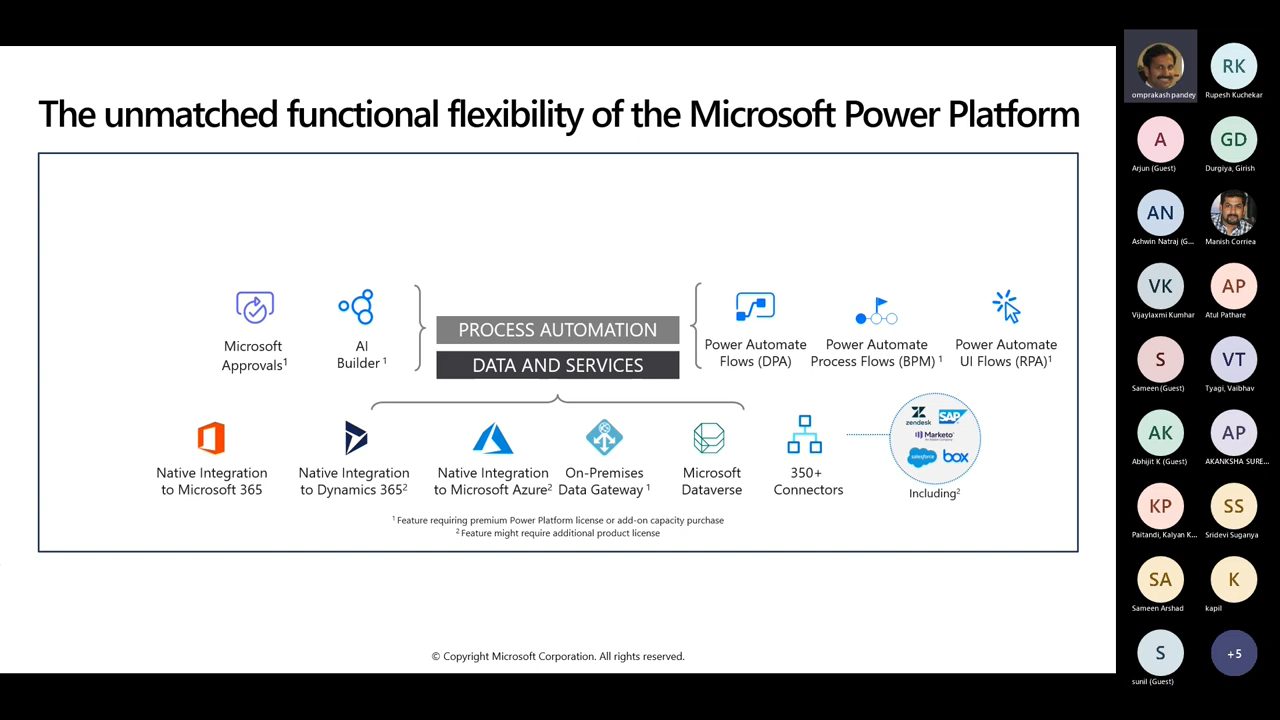 The unmatched functional flexibility of the Microsoft Power Platform
Microsoft
Approvals1
AI
Builder 1
PROCESS AUTOMATION
DATA AND SERVICES
Power Automate
Flows (DPA)
Power Automate
Process Flows (BPM) 1
Power Automate
UI Flows (RPA)1
Native Integration
to Microsoft 365
Native Integration
to Dynamics 3652
Native Integration
to Microsoft Azure2
On-Premises
Data Gateway 1
Microsoft
Dataverse
350+
Connectors
zendesk
SAP
Marketo
salesforce
box
Including2
1 Feature requiring premium Power Platform license or add-on capacity purchase
2 Feature might require additional product license
© Copyright Microsoft Corporation. All rights reserved.
omprakash pandey
RK
Rupesh Kuchekar
A
Arjun (Guest)
GD
Durgiya, Girish
AN
Ashwin Natraj (G...
Manish Corriea
VK
Vijaylaxmi Kumhar
AP
Atul Pathare
S
Sameen (Guest)
VT
Tyagi, Vaibhav
AK
Abhijit K (Guest)
AP
AKANKSHA SURE...
KP
Paitandi, Kalyan K...
SS
Sridevi Suganya
SA
Sameen Arshad
K
kapil
S
sunil (Guest)
+5